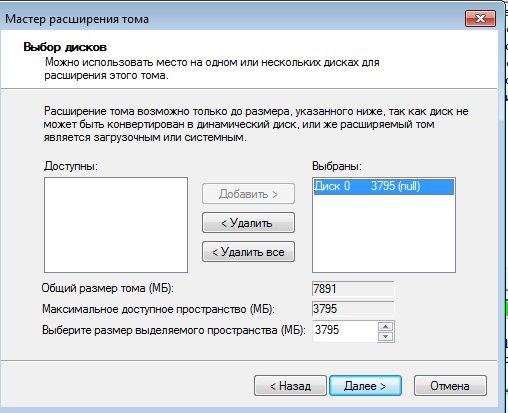 Мастер расширения тома
Выбор дисков
Можно использовать место на одном или нескольких дисках для
расширения этого тома.
Расширение тома возможно только до размера, указанного ниже, так как диск не
может быть конвертирован в динамический диск, или же расширяемый том
является загрузочным или системным.
Доступны:
Выбраны:
Диск 0 3795 (null)
Добавить >
< Удалить
< Удалить все
Общий размер тома (МБ): 7891
Максимальное доступное пространство (МБ): 3795
Выберите размер выделяемого пространства (МБ): 3795
< Назад Далее > Отмена